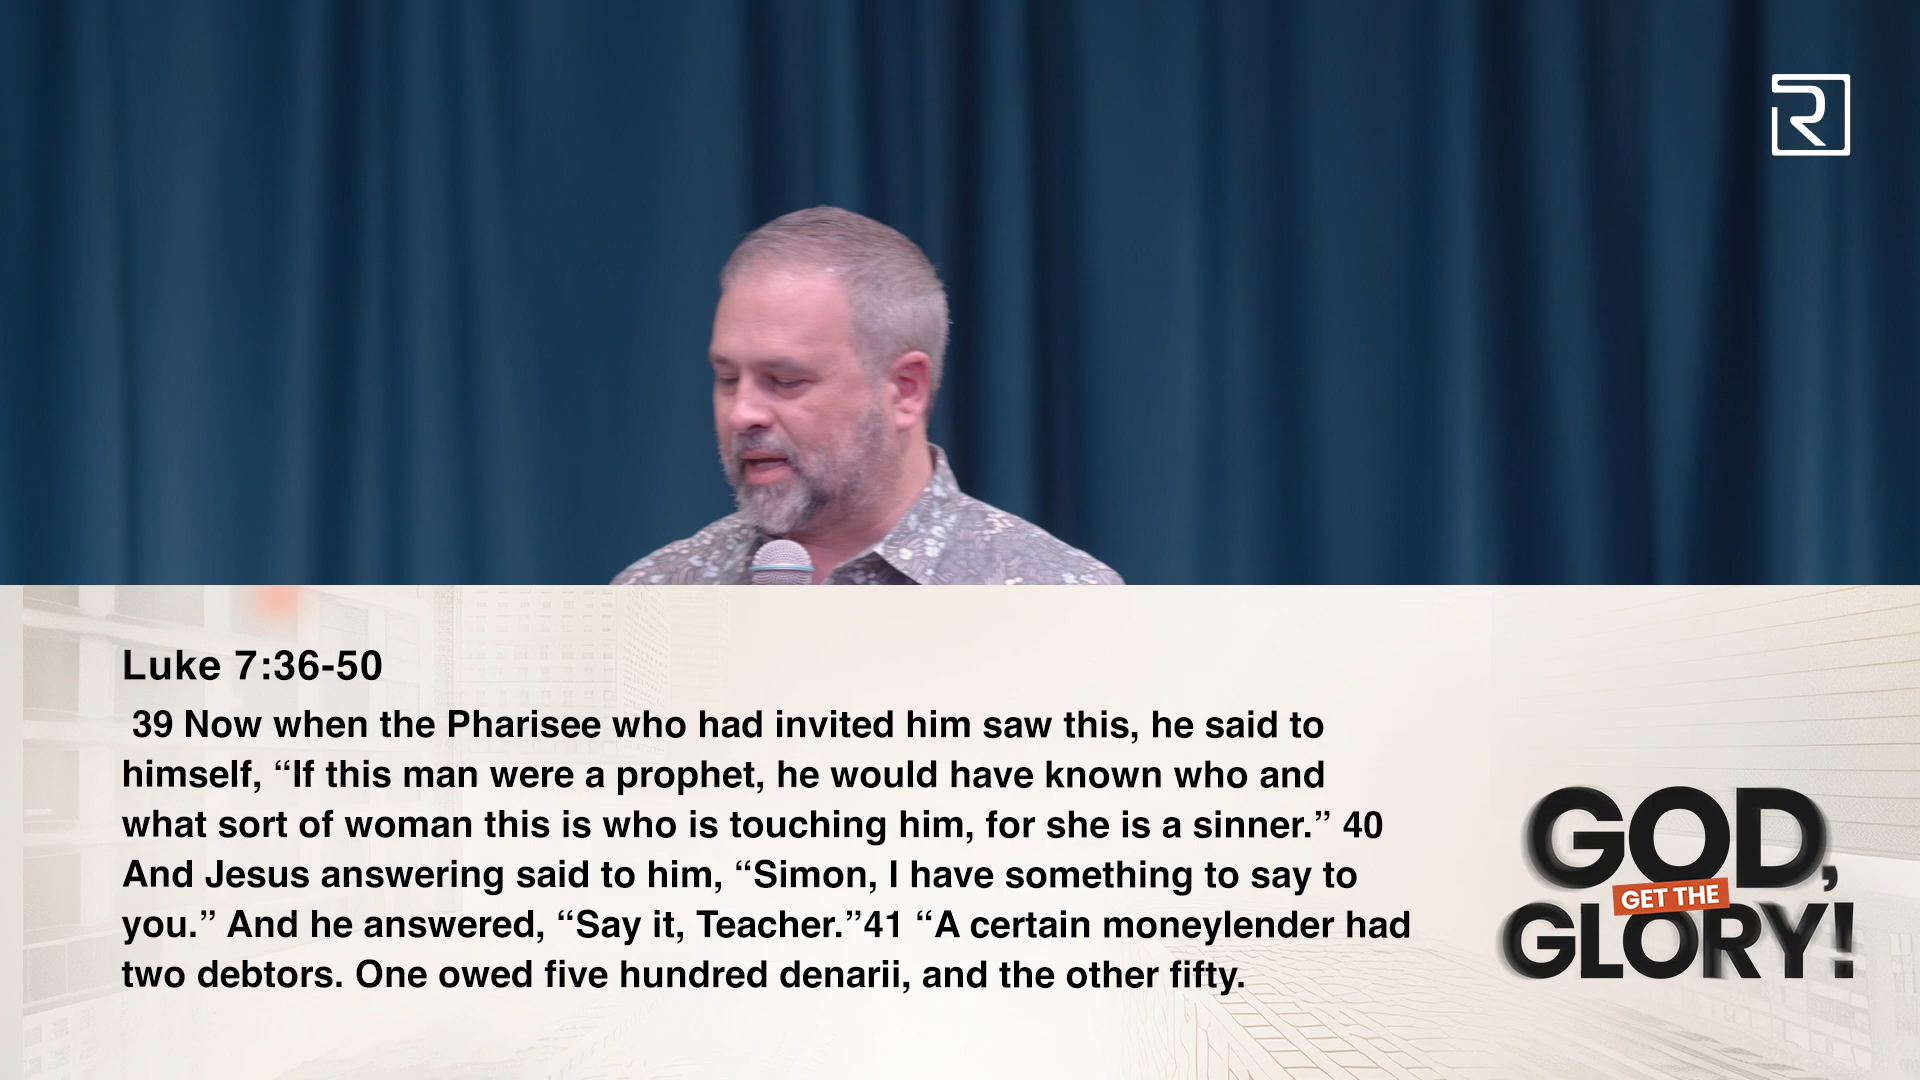 R
Luke 7:36-50
39 Now when the Pharisee who had invited him saw this, he said to
himself, “If this man were a prophet, he would have known who and
what sort of woman this is who is touching him, for she is a sinner.” 40
And Jesus answering said to him, “Simon, I have something to say to
you.” And he answered, “Say it, Teacher.”41 “A certain moneylender had
two debtors. One owed five hundred denarii, and the other fifty.
GOD,
GET THE
GLORY!